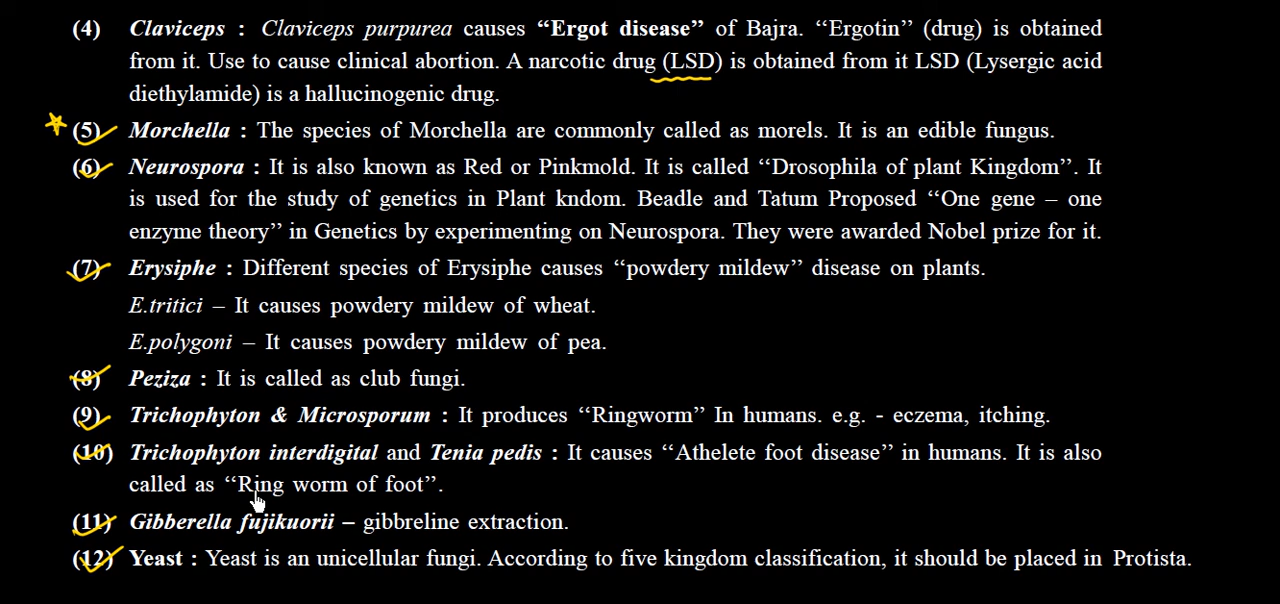 (4) Claviceps : Claviceps purpurea causes “Ergot disease” of Bajra. “Ergotin” (drug) is obtained
from it. Use to cause clinical abortion. A narcotic drug (LSD) is obtained from it LSD (Lysergic acid
diethylamide) is a hallucinogenic drug.
(5) Morchella : The species of Morchella are commonly called as morels. It is an edible fungus.
(6) Neurospora : It is also known as Red or Pinkmold. It is called “Drosophila of plant Kingdom”. It
is used for the study of genetics in Plant kndom. Beadle and Tatum Proposed “One gene – one
enzyme theory” in Genetics by experimenting on Neurospora. They were awarded Nobel prize for it.
(7) Erysiphe : Different species of Erysiphe causes “powdery mildew” disease on plants.
E.tritici – It causes powdery mildew of wheat.
E.polygoni – It causes powdery mildew of pea.
(8) Peziza : It is called as club fungi.
(9) Trichophyton & Microsporum : It produces “Ringworm” In humans. e.g. - eczema, itching.
(10) Trichophyton interdigital and Tenia pedis : It causes “Athelete foot disease” in humans. It is also
called as “Ring worm of foot”.
(11) Gibberella fujikuorii – gibbreline extraction.
(12) Yeast : Yeast is an unicellular fungi. According to five kingdom classification, it should be placed in Protista.